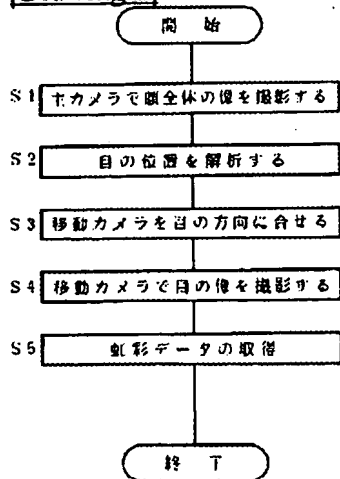 開 始
S1 主カメラで顔全体の像を撮影する
S2 目の位置を解析する
S3 移動カメラを目の方向に合せる
S4 移動カメラで目の像を撮影する
S5 虹彩データの取得
終 了